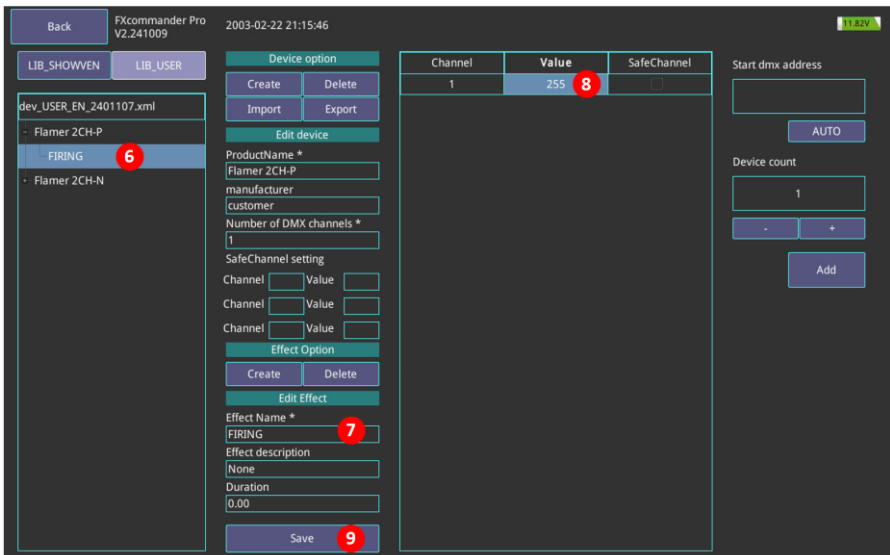 Back
FXcommander Pro
V2.241009
2003-02-22 21:15:46
11.82V
LIB_SHOWVEN
LIB_USER
dev_USER_EN_2401107.xml
Flamer 2CH-P
FIRING
6
Flamer 2CH-N
Device option
Create
Delete
Import
Export
Edit device
ProductName *
Flamer 2CH-P
manufacturer
customer
Number of DMX channels *
1
SafeChannel setting
Channel Value
Channel Value
Channel Value
Effect Option
Create
Delete
Edit Effect
Effect Name *
FIRING
7
Effect description
None
Duration
0.00
Save
9
Channel Value SafeChannel
1 255 8
Start dmx address
AUTO
Device count
1
- +
Add